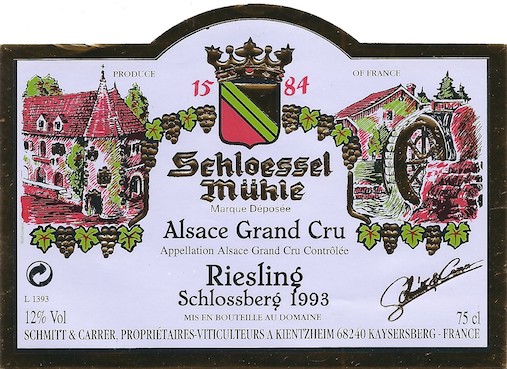 PRODUCE
OF FRANCE
15 84
Schloessel
Mühle
Marque Déposée
Alsace Grand Cru
Appellation Alsace Grand Cru Contrôlée
Riesling
Schlossberg 1993
L 1393
MIS EN BOUTEILLE AU DOMAINE
12% Vol
75 cl
SCHMITT & CARRER, PROPRIÉTAIRES-VITICULTEURS A KIENTZHEIM 68240 KAYSERSBERG - FRANCE